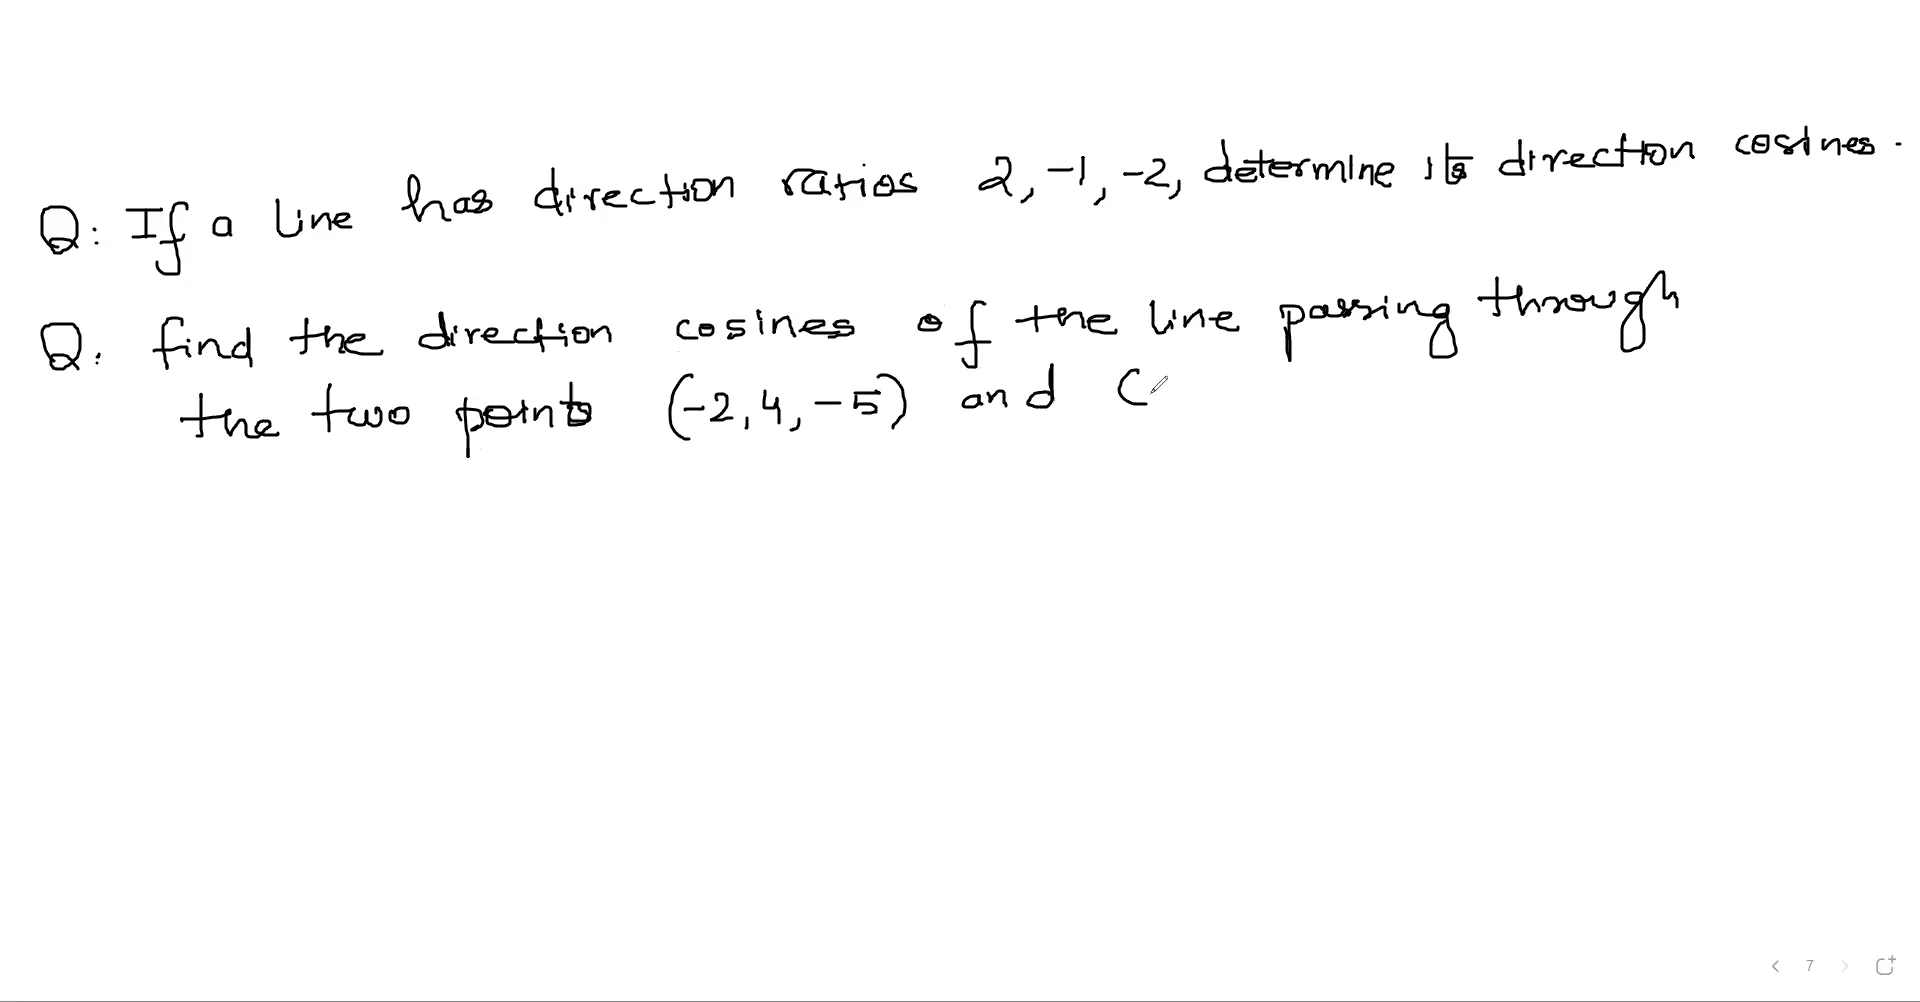 Q: If a line has direction ratios 2, -1, -2, determine its direction cosines.
Q: find the direction cosines of the line passing through
the two points (-2, 4, -5) and (
7